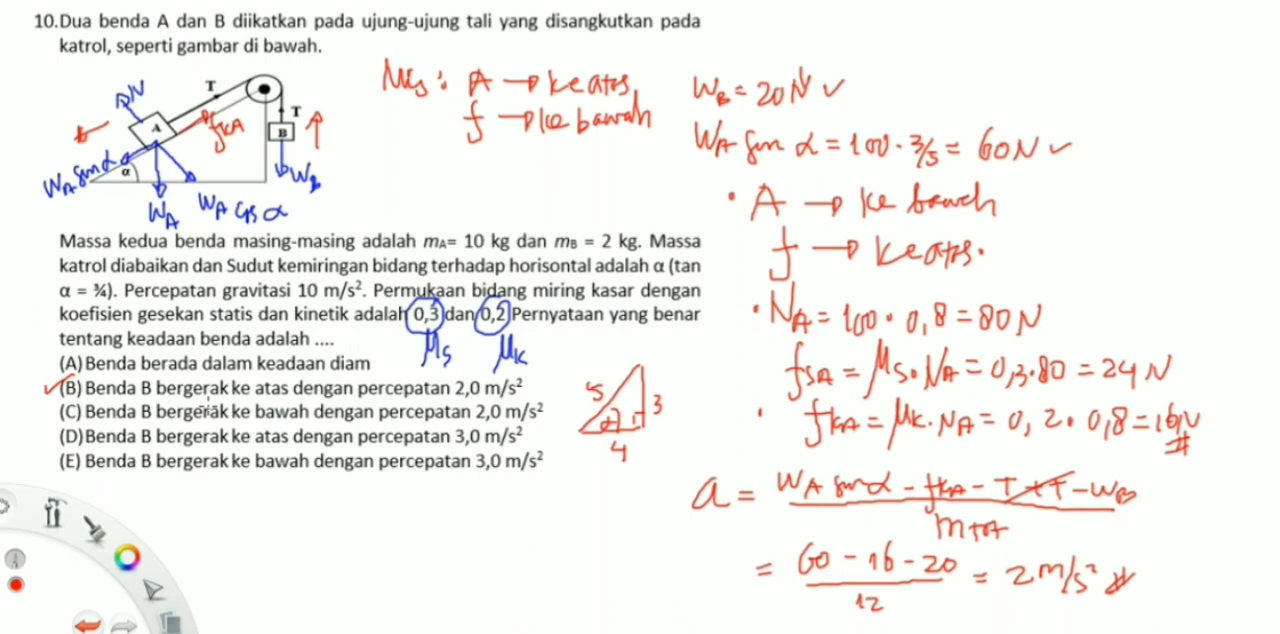 10.Dua benda A dan B diikatkan pada ujung-ujung tali yang disangkutkan pada
katrol, seperti gambar di bawah.
T
N
A
fKA
T
B
WB
WA sin α
α
WA
WA cos α
Massa kedua benda masing-masing adalah mA= 10 kg dan mB = 2 kg. Massa
katrol diabaikan dan Sudut kemiringan bidang terhadap horisontal adalah α (tan
α = ¾). Percepatan gravitasi 10 m/s². Permukaan bidang miring kasar dengan
koefisien gesekan statis dan kinetik adalah 0,3 dan 0,2 Pernyataan yang benar
tentang keadaan benda adalah ....
μs μk
(A) Benda berada dalam keadaan diam
(B) Benda B bergerak ke atas dengan percepatan 2,0 m/s²
(C) Benda B bergerak ke bawah dengan percepatan 2,0 m/s²
(D) Benda B bergerak ke atas dengan percepatan 3,0 m/s²
(E) Benda B bergerak ke bawah dengan percepatan 3,0 m/s²
5 3
4
A → ke atas
f → ke bawah
WB = 20 N ✓
WA sin α = 100 . 3/5 = 60 N ✓
• A → ke bawah
f → ke atas.
• NA = 100 . 0,8 = 80 N
fSA = μs . NA = 0,3 . 80 = 24 N
• fKA = μk . NA = 0,2 . 0,8 = 16 N
a = WA sin α - fKA - T + T - WB
mtot
= 60 - 16 - 20 = 2 m/s²
12